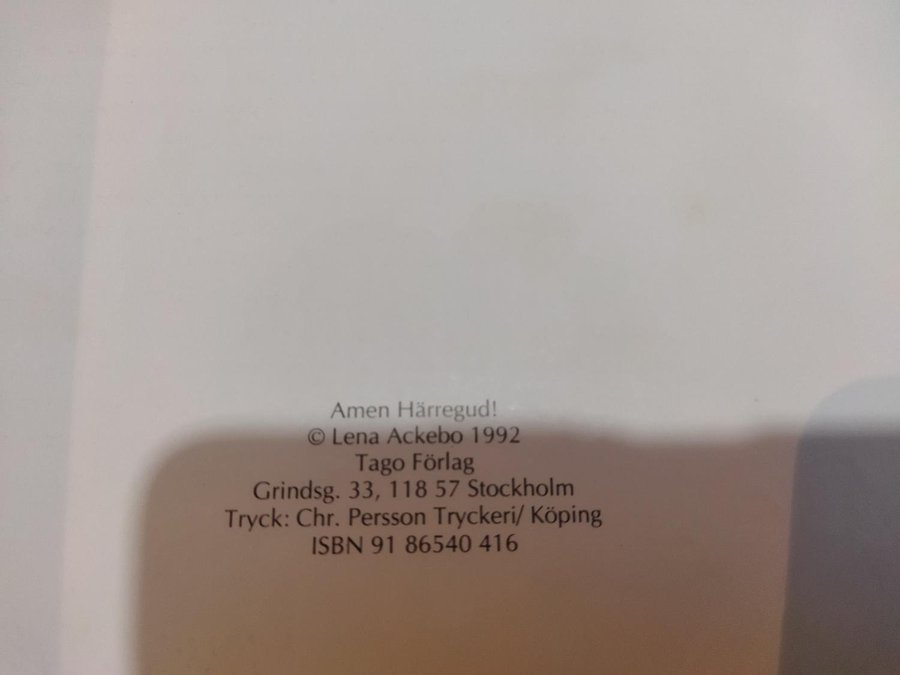 Amen Härregud!
© Lena Ackebo 1992
Tago Förlag
Grindsg. 33, 118 57 Stockholm
Tryck: Chr. Persson Tryckeri/ Köping
ISBN 91 86540 416